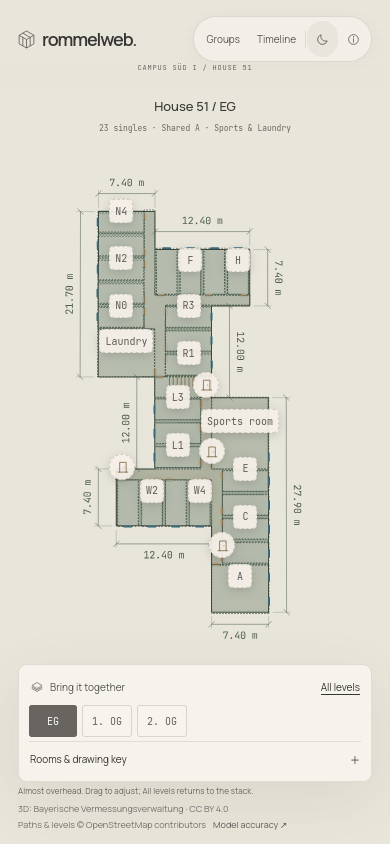 rommelweb.
Groups Timeline
CAMPUS SÜD I / HOUSE 51
House 51 / EG
23 singles · Shared A · Sports & Laundry
7.40 m
N4
12.40 m
N2
F
H
7.40 m
21.70 m
N0
R3
Laundry
R1
12.00 m
L3
Sports room
12.00 m
L1
E
W2
W4
7.40 m
27.90 m
C
12.40 m
A
7.40 m
Bring it together
All levels
EG
1. OG
2. OG
Rooms & drawing key +
Almost overhead. Drag to adjust; All levels returns to the stack.
3D: Bayerische Vermessungsverwaltung · CC BY 4.0
Paths & levels © OpenStreetMap contributors Model accuracy ↗